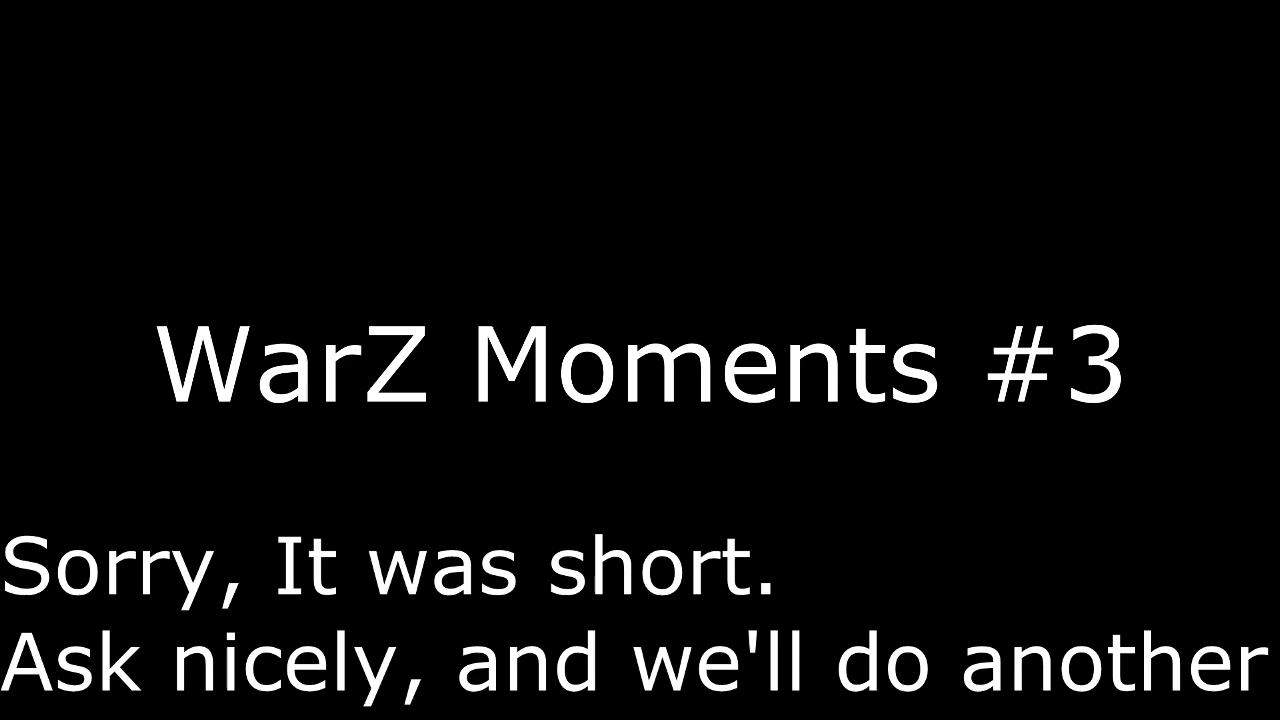 WarZ Moments #3
Sorry, It was short.
Ask nicely, and we'll do another